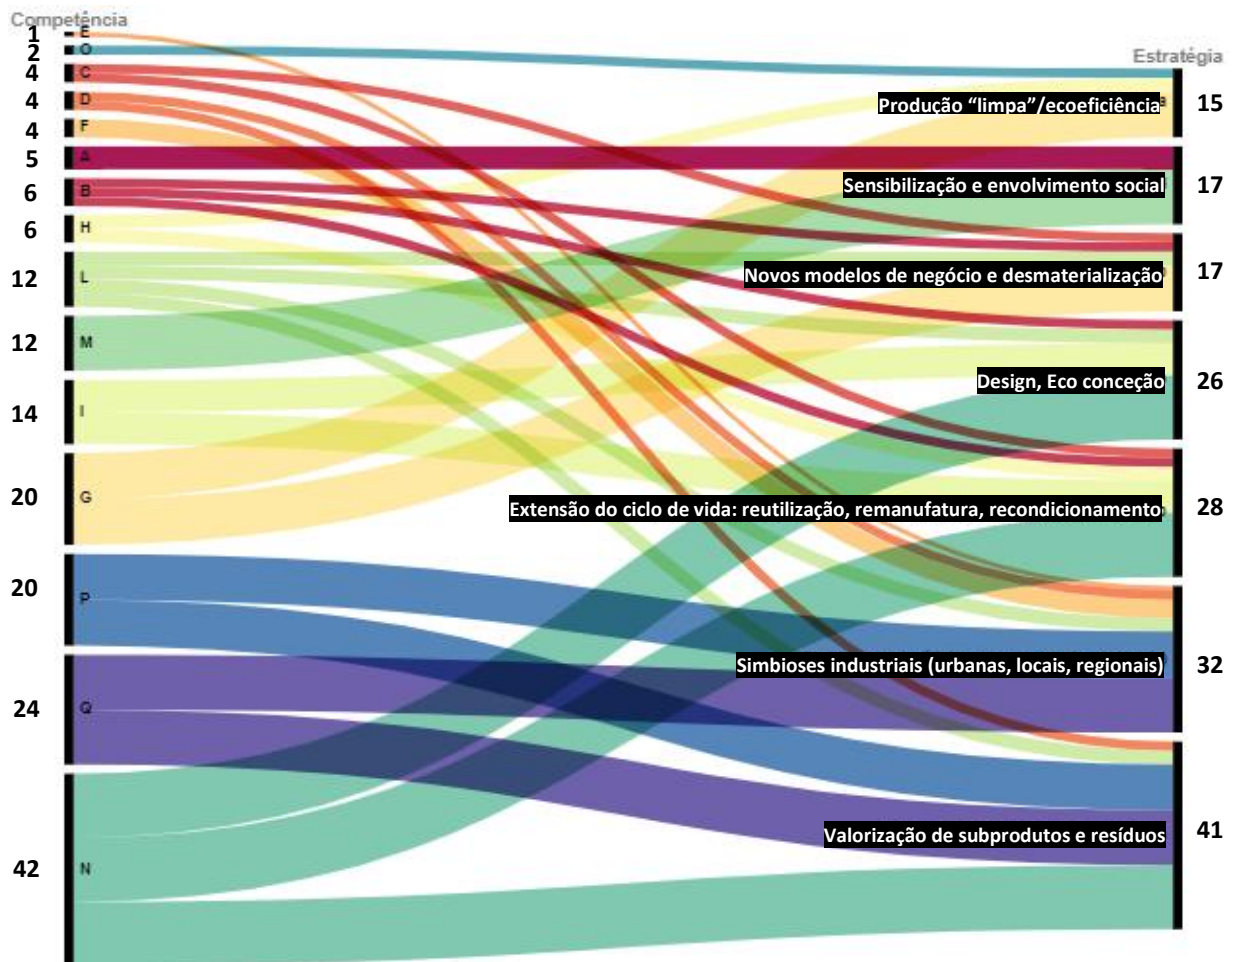 Competência
1 E
2 O
4 C
4 D
4 F
5 A
6 B
6 H
12 L
12 M
14 I
20 G
20 P
24 Q
42 N
Estratégia
Produção “limpa”/ecoeficiência 15
Sensibilização e envolvimento social 17
Novos modelos de negócio e desmaterialização 17
Design, Eco conceção 26
Extensão do ciclo de vida: reutilização, remanufatura, recondicionamento 28
Simbioses industriais (urbanas, locais, regionais) 32
Valorização de subprodutos e resíduos 41